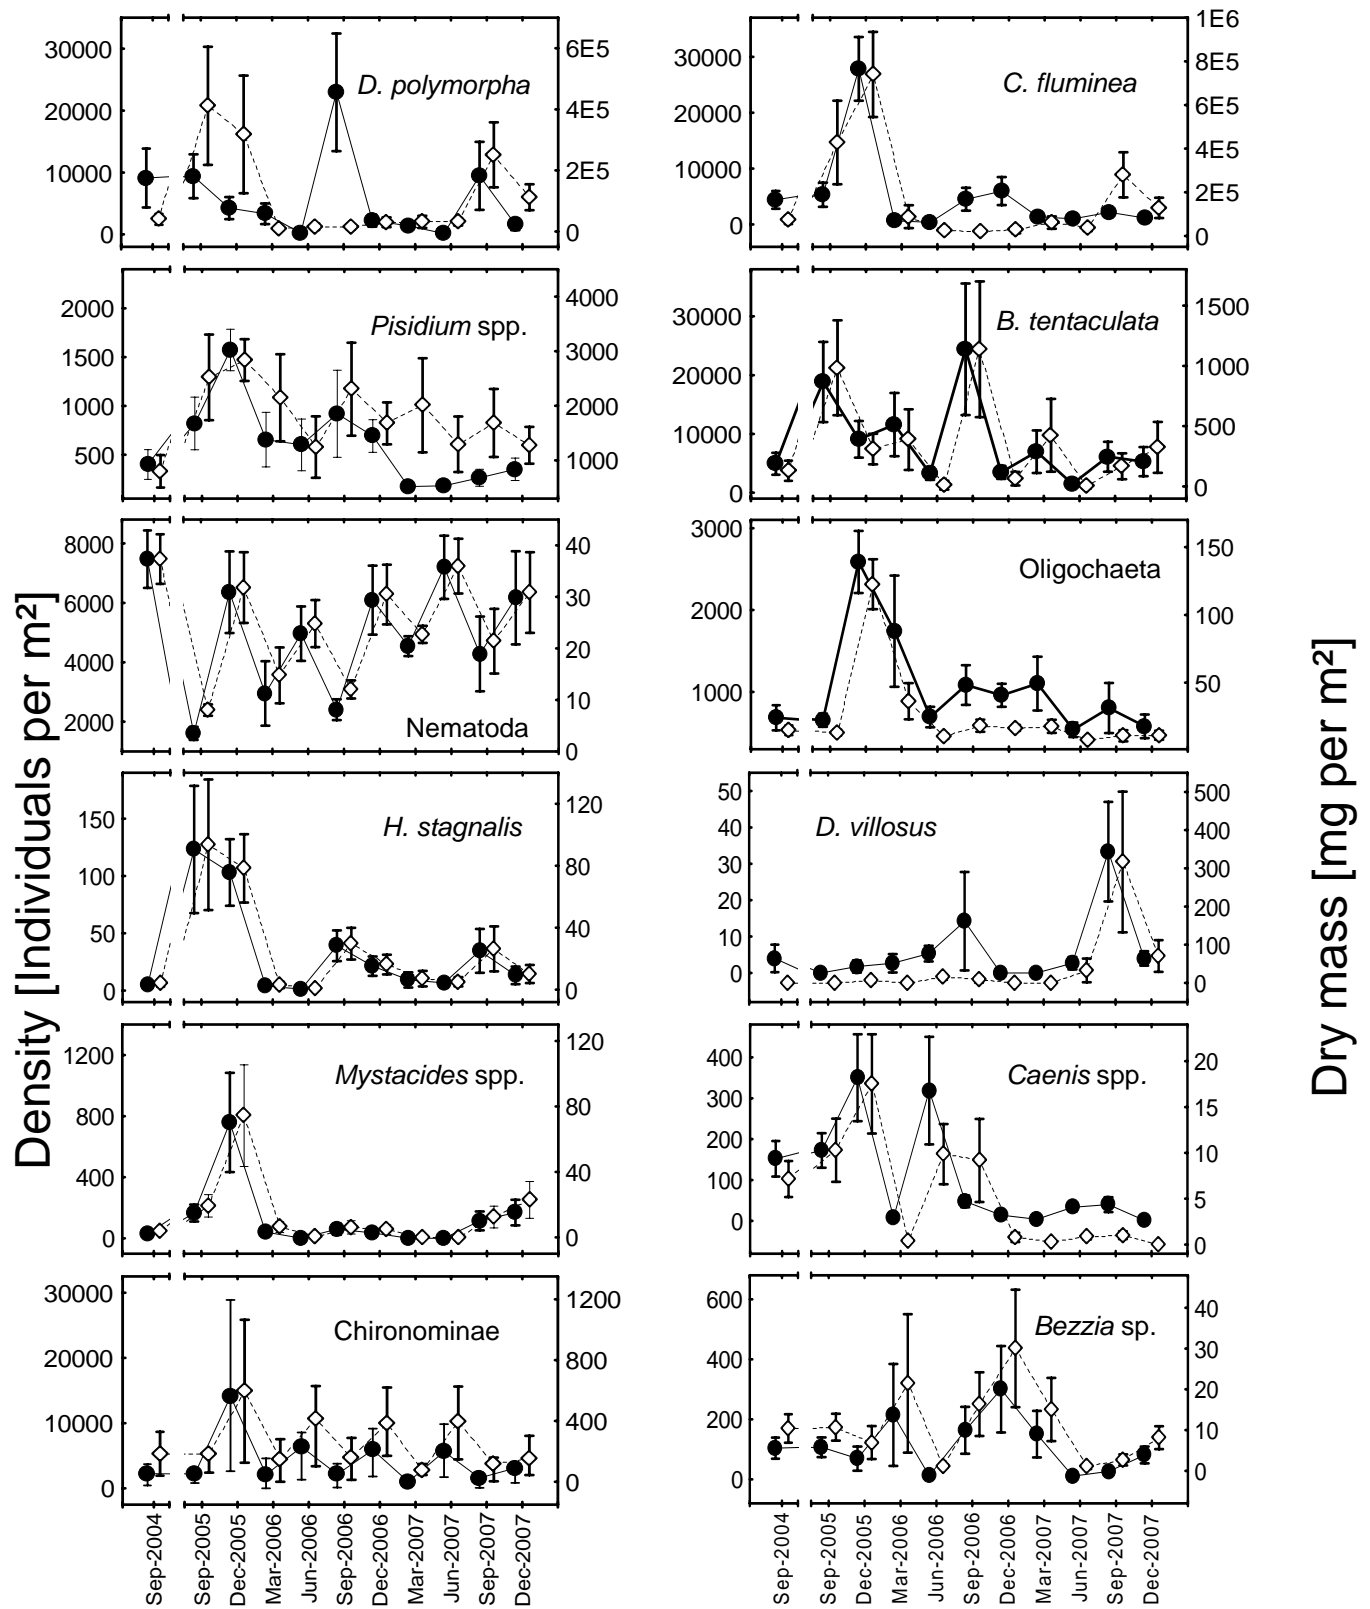 Density [Individuals per m²]
Dry mass [mg per m²]
D. polymorpha
30000
20000
10000
0
6E5
4E5
2E5
0
C. fluminea
30000
20000
10000
0
1E6
8E5
6E5
4E5
2E5
0
Pisidium spp.
2000
1500
1000
500
4000
3000
2000
1000
B. tentaculata
30000
20000
10000
0
1500
1000
500
0
Nematoda
8000
6000
4000
2000
40
30
20
10
0
Oligochaeta
3000
2000
1000
150
100
50
H. stagnalis
150
100
50
0
120
80
40
0
D. villosus
50
40
30
20
10
0
500
400
300
200
100
0
Mystacides spp.
1200
800
400
0
120
80
40
0
Caenis spp.
400
300
200
100
0
20
15
10
5
0
Chironominae
30000
20000
10000
0
1200
800
400
0
Bezzia sp.
600
400
200
0
40
30
20
10
0
Sep-2004
Sep-2005
Dec-2005
Mar-2006
Jun-2006
Sep-2006
Dec-2006
Mar-2007
Jun-2007
Sep-2007
Dec-2007
Sep-2004
Sep-2005
Dec-2005
Mar-2006
Jun-2006
Sep-2006
Dec-2006
Mar-2007
Jun-2007
Sep-2007
Dec-2007